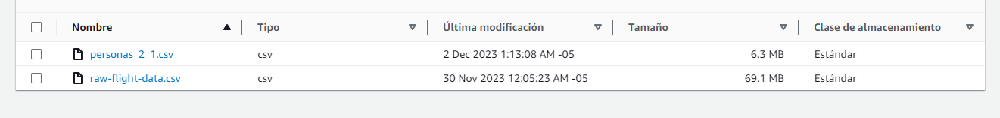 Nombre Tipo Última modificación Tamaño Clase de almacenamiento
personas_2_1.csv csv 2 Dec 2023 1:13:08 AM -05 6.3 MB Estándar
raw-flight-data.csv csv 30 Nov 2023 12:05:23 AM -05 69.1 MB Estándar